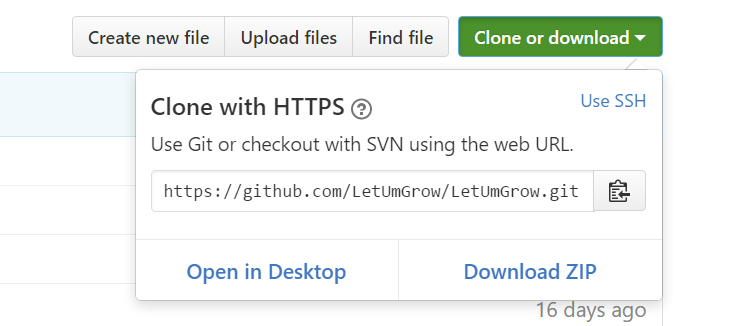 Create new file Upload files Find file Clone or download
Clone with HTTPS ? Use SSH
Use Git or checkout with SVN using the web URL.
https://github.com/LetUmGrow/LetUmGrow.git
Open in Desktop Download ZIP
16 days ago